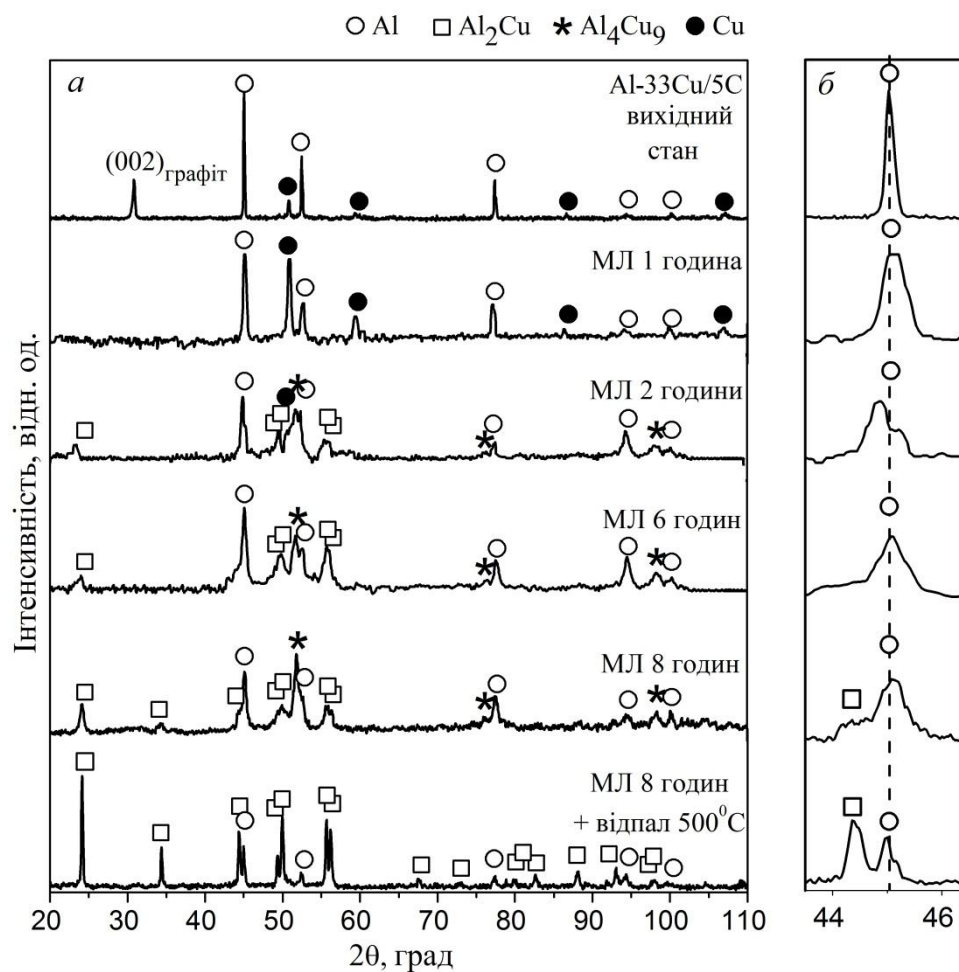 Al Al2Cu Al4Cu9 Cu
а
б
Al-33Cu/5C
вихідний
стан
(002)графіт
МЛ 1 година
МЛ 2 години
МЛ 6 годин
МЛ 8 годин
МЛ 8 годин
+ відпал 500⁰C
Інтенсивність, відн. од.
20 30 40 50 60 70 80 90 100 110
44 46
2θ, град